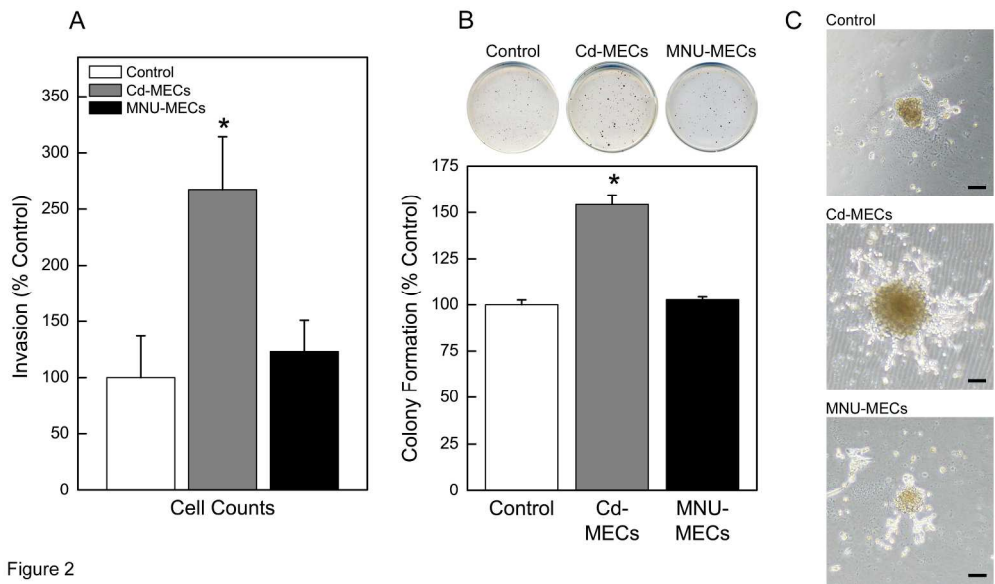 A
Invasion (% Control)
350
300
250
200
150
100
50
0
Control
Cd-MECs
MNU-MECs
*
Cell Counts
B
Control Cd-MECs MNU-MECs
Colony Formation (% Control)
175
150
125
100
75
50
25
0
*
Control
Cd-
MECs
MNU-
MECs
C
Control
Cd-MECs
MNU-MECs
Figure 2